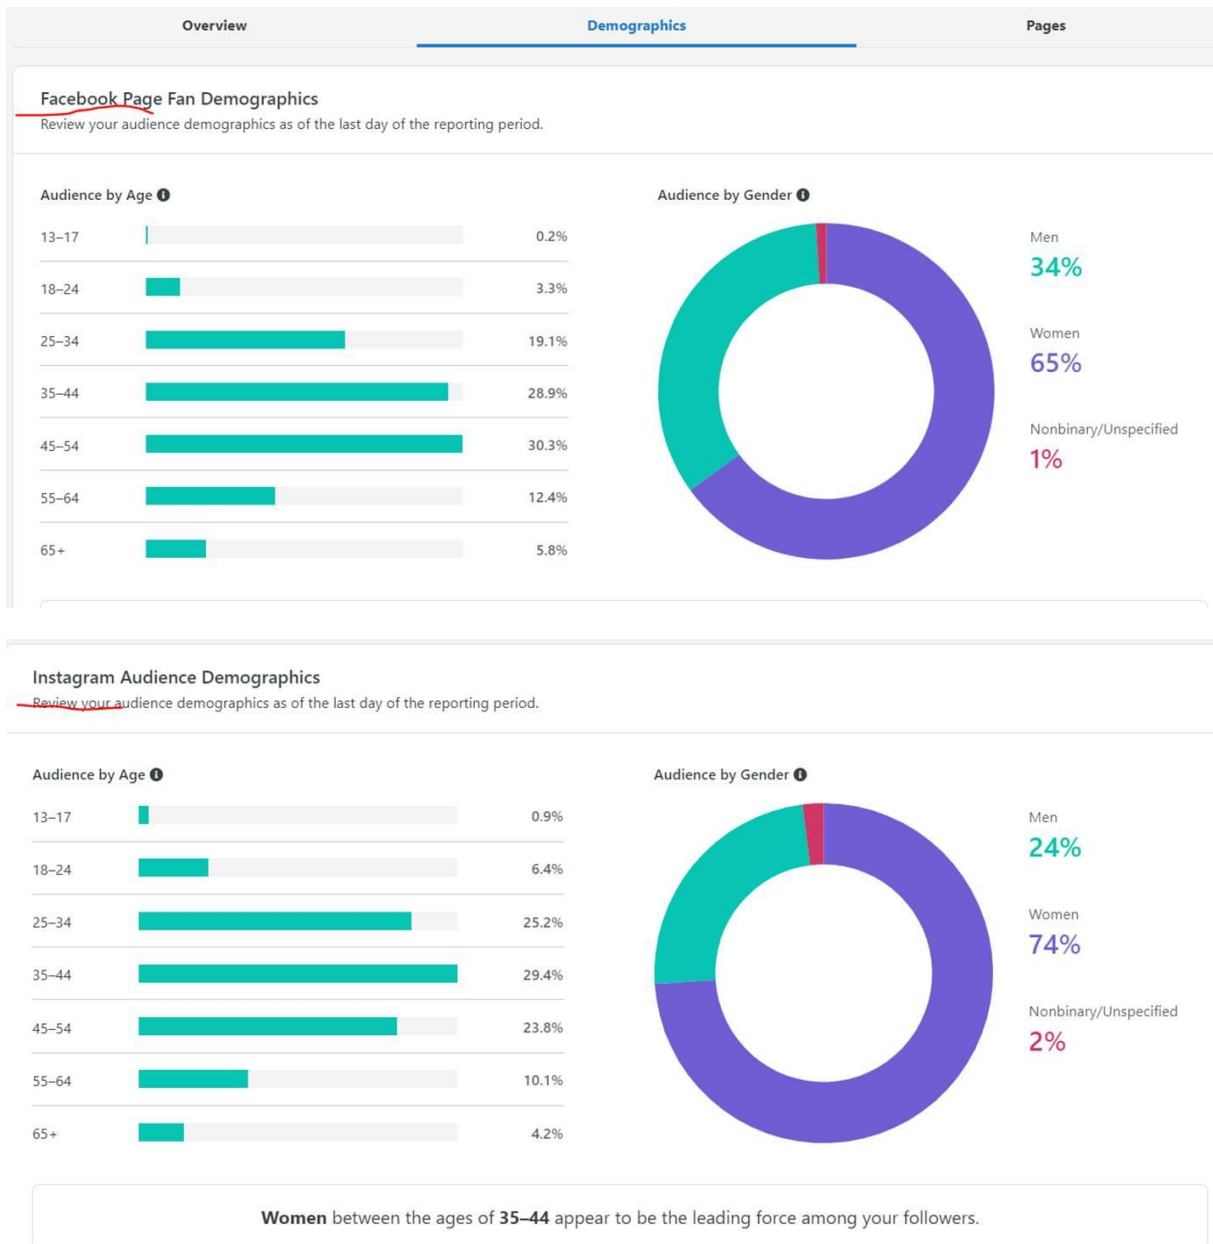 Overview Demographics Pages
Facebook Page Fan Demographics
Review your audience demographics as of the last day of the reporting period.
Audience by Age
13–17 0.2%
18–24 3.3%
25–34 19.1%
35–44 28.9%
45–54 30.3%
55–64 12.4%
65+ 5.8%
Audience by Gender
Men
34%
Women
65%
Nonbinary/Unspecified
1%
Instagram Audience Demographics
Review your audience demographics as of the last day of the reporting period.
Audience by Age
13–17 0.9%
18–24 6.4%
25–34 25.2%
35–44 29.4%
45–54 23.8%
55–64 10.1%
65+ 4.2%
Audience by Gender
Men
24%
Women
74%
Nonbinary/Unspecified
2%
Women between the ages of 35–44 appear to be the leading force among your followers.